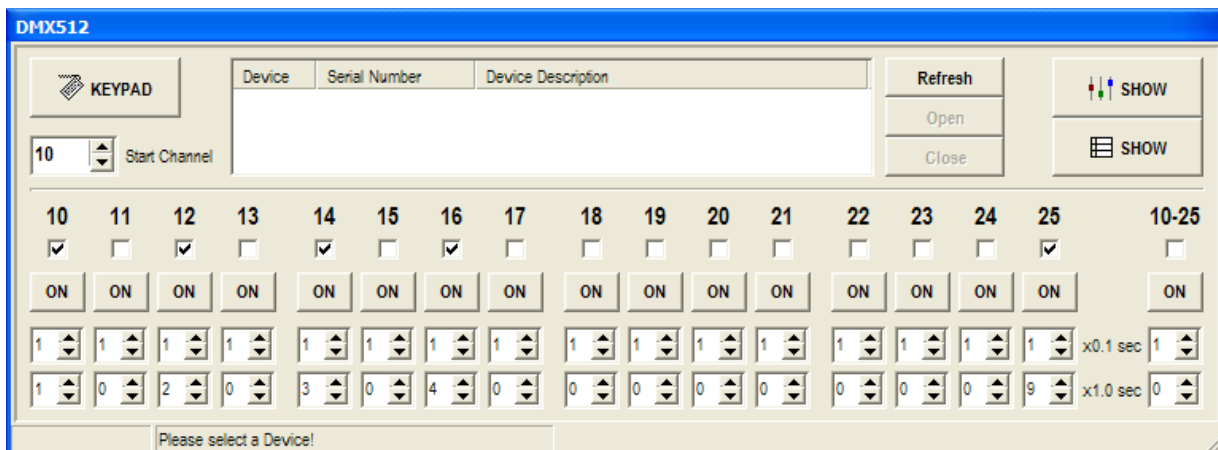 DMX512
KEYPAD
Device Serial Number Device Description
Refresh
SHOW
Open
10 Start Channel
Close
SHOW
10 11 12 13 14 15 16 17 18 19 20 21 22 23 24 25 10-25
ON ON ON ON ON ON ON ON ON ON ON ON ON ON ON ON ON
1 1 1 1 1 1 1 1 1 1 1 1 1 1 1 1 x0.1 sec 1
1 0 2 0 3 0 4 0 0 0 0 0 0 0 0 9 x1.0 sec 0
Please select a Device!